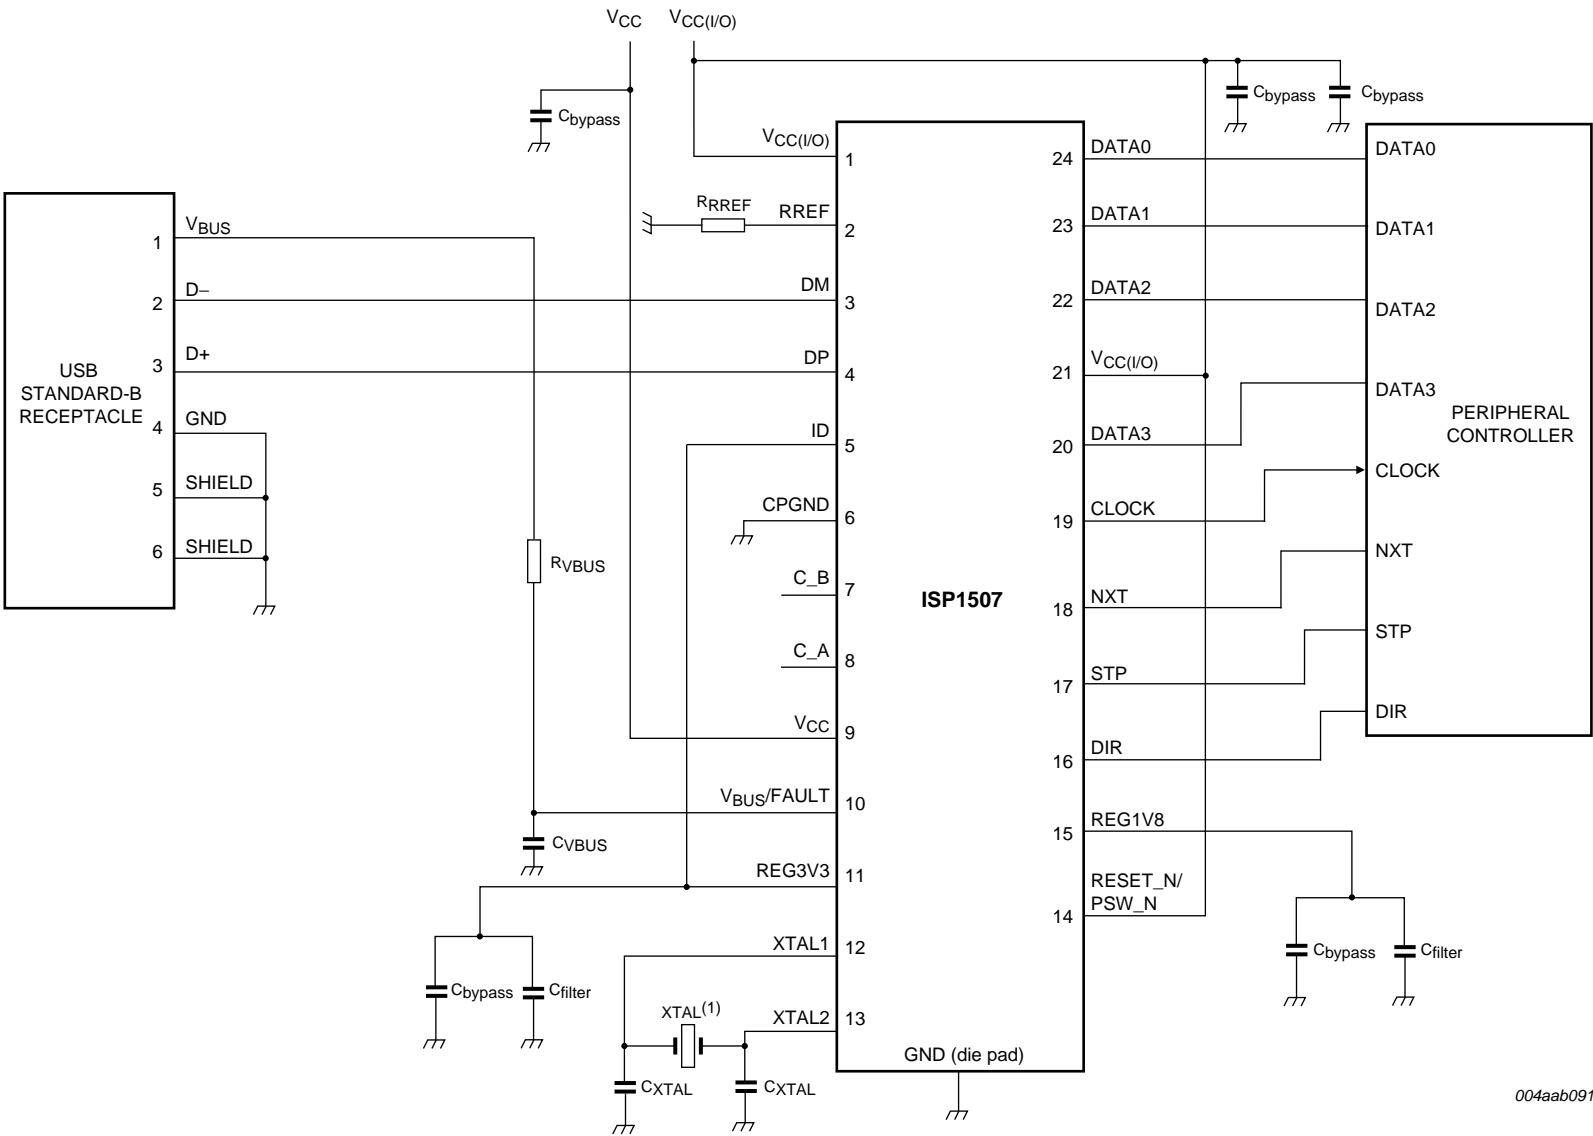 VCC VCC(I/O)
Cbypass
Cbypass Cbypass
USB
STANDARD-B
RECEPTACLE
1 VBUS
2 D−
3 D+
4 GND
5 SHIELD
6 SHIELD
RRREF
RVBUS
CVBUS
Cbypass Cfilter
XTAL(1)
CXTAL CXTAL
VCC(I/O) 1
RREF 2
DM 3
DP 4
ID 5
CPGND 6
C_B 7
C_A 8
VCC 9
VBUS/FAULT 10
REG3V3 11
XTAL1 12
XTAL2 13
ISP1507
GND (die pad)
24 DATA0
23 DATA1
22 DATA2
21 VCC(I/O)
20 DATA3
19 CLOCK
18 NXT
17 STP
16 DIR
15 REG1V8
RESET_N/
14 PSW_N
Cbypass Cfilter
DATA0
DATA1
DATA2
DATA3
PERIPHERAL
CONTROLLER
CLOCK
NXT
STP
DIR
004aab091